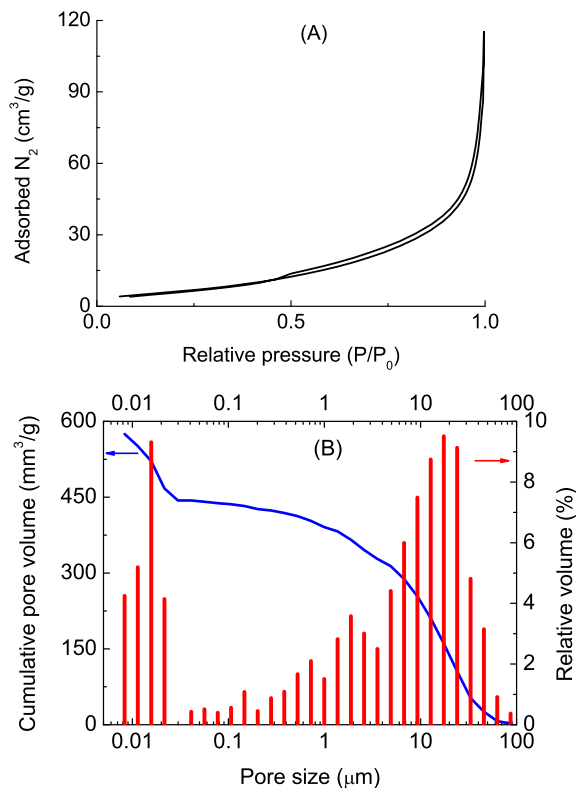 (A)
Adsorbed N2 (cm3/g)
120
90
60
30
0
0.0 0.5 1.0
Relative pressure (P/P0)
0.01 0.1 1 10 100
(B)
Cumulative pore volume (mm3/g)
600
450
300
150
0
Relative volume (%)
10
8
6
4
2
0
0.01 0.1 1 10 100
Pore size (μm)